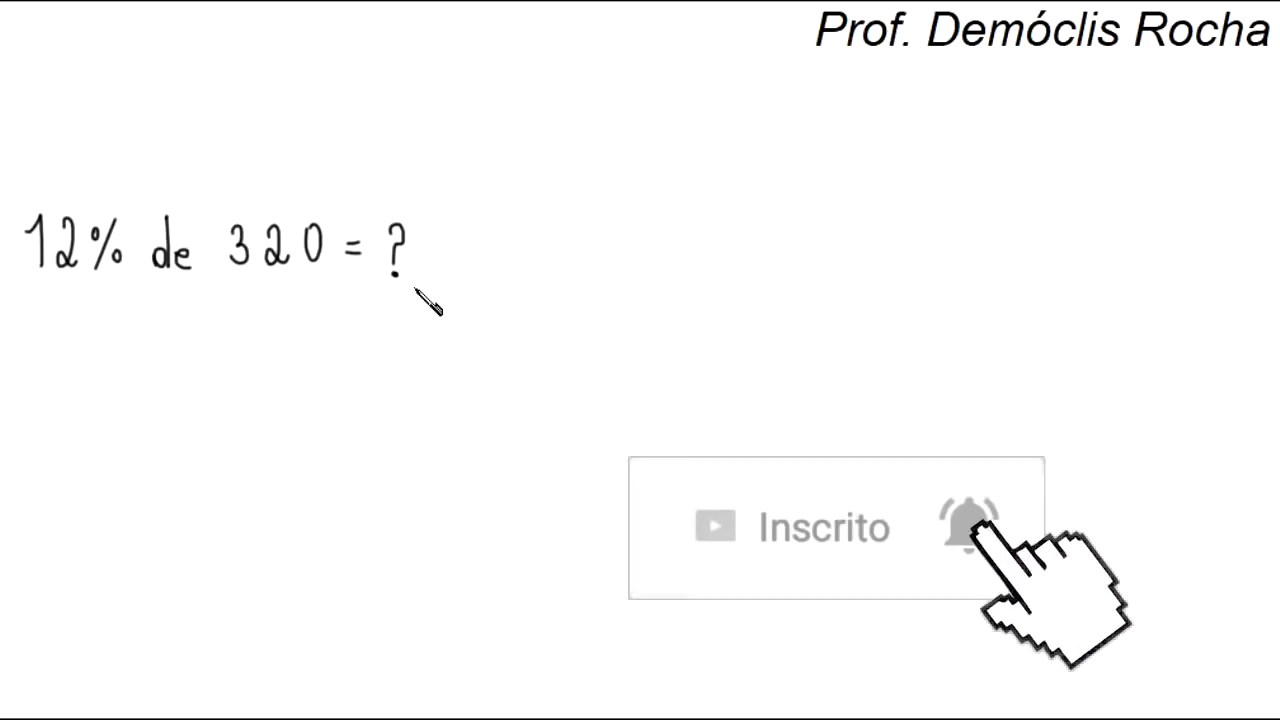 Prof. Demóclis Rocha
12% de 320 = ?
Inscrito